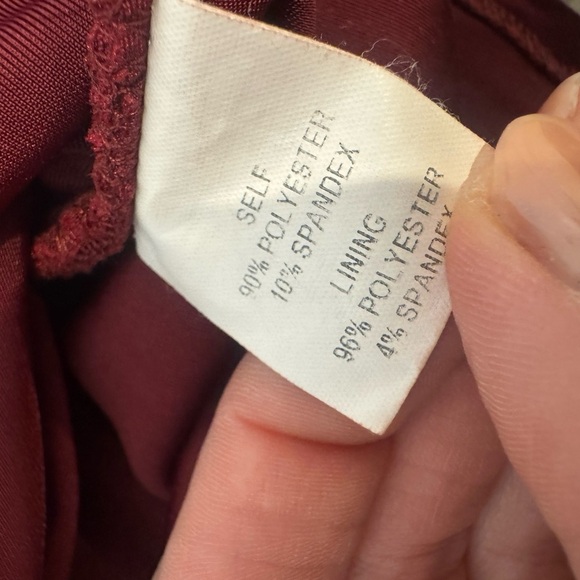 SELF
90% POLYESTER
10% SPANDEX
LINING
96% POLYESTER
4% SPANDEX